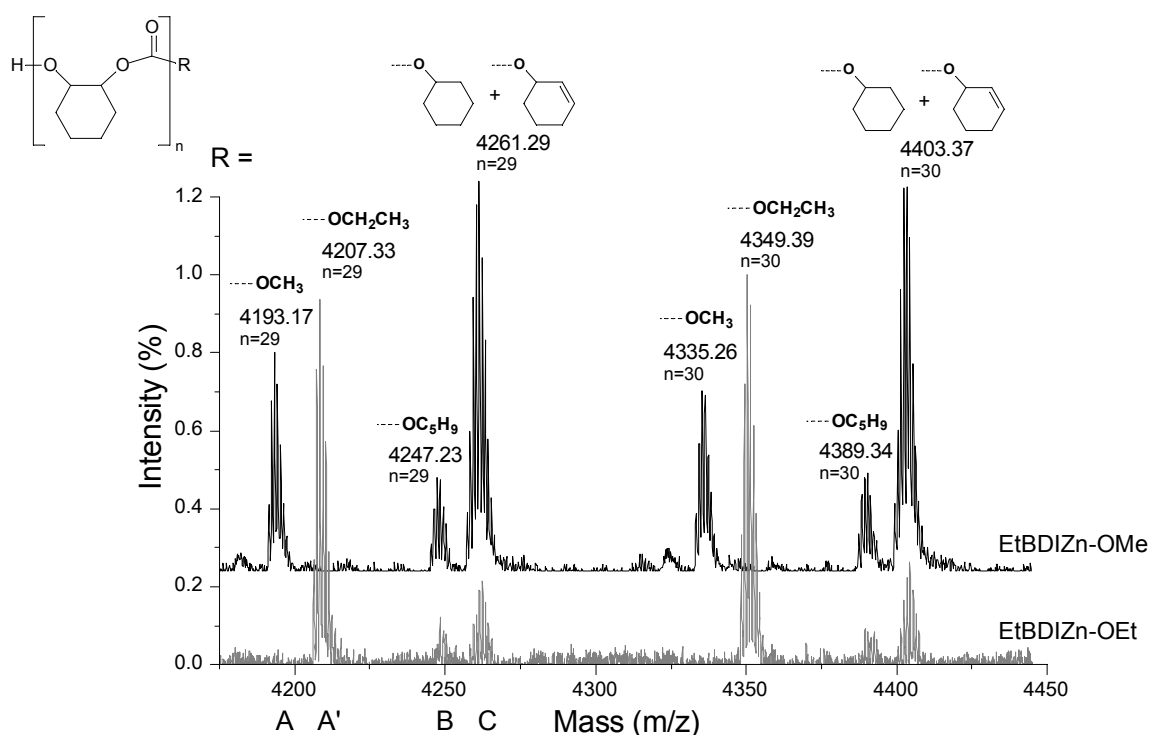 O
H
O
O
R
n
R =
O
+
O
4261.29
n=29
O
+
O
4403.37
n=30
OCH2CH3
4207.33
n=29
OCH3
4193.17
n=29
OC5H9
4247.23
n=29
OCH2CH3
4349.39
n=30
OCH3
4335.26
n=30
OC5H9
4389.34
n=30
EtBDIZn-OMe
EtBDIZn-OEt
Intensity (%)
1.2
1.0
0.8
0.6
0.4
0.2
0.0
4200 4250 4300 4350 4400 4450
A A' B C Mass (m/z)